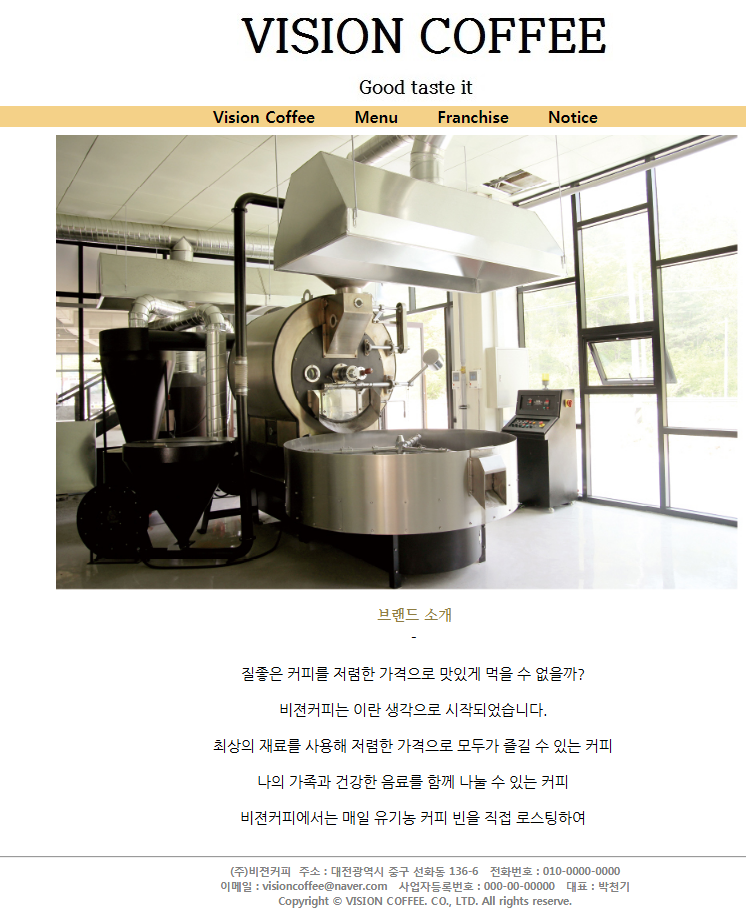 VISION COFFEE
Good taste it
Vision Coffee Menu Franchise Notice
브랜드 소개
-
질좋은 커피를 저렴한 가격으로 맛있게 먹을 수 없을까?
비젼커피는 이란 생각으로 시작되었습니다.
최상의 재료를 사용해 저렴한 가격으로 모두가 즐길 수 있는 커피
나의 가족과 건강한 음료를 함께 나눌 수 있는 커피
비젼커피에서는 매일 유기농 커피 빈을 직접 로스팅하여
(주)비젼커피 주소 : 대전광역시 중구 선화동 136-6 전화번호 : 010-0000-0000
이메일 : visioncoffee@naver.com 사업자등록번호 : 000-00-00000 대표 : 박천기
Copyright © VISION COFFEE. CO., LTD. All rights reserve.